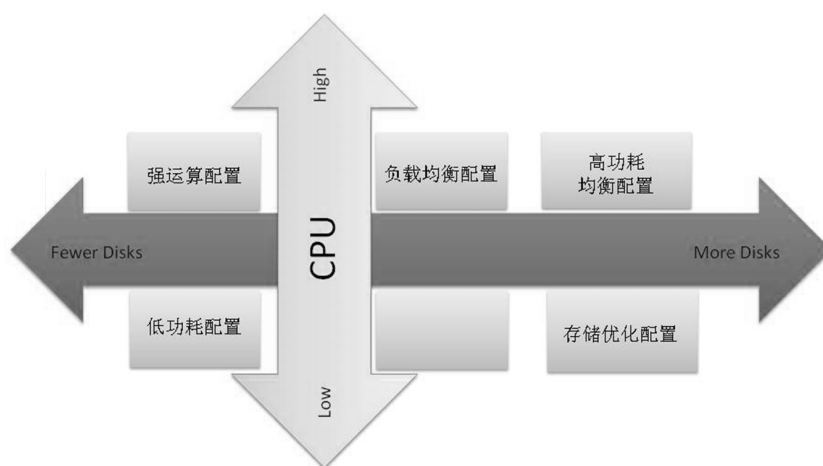 High
强运算配置
负载均衡配置
高功耗
均衡配置
Fewer Disks
CPU
More Disks
低功耗配置
存储优化配置
Low